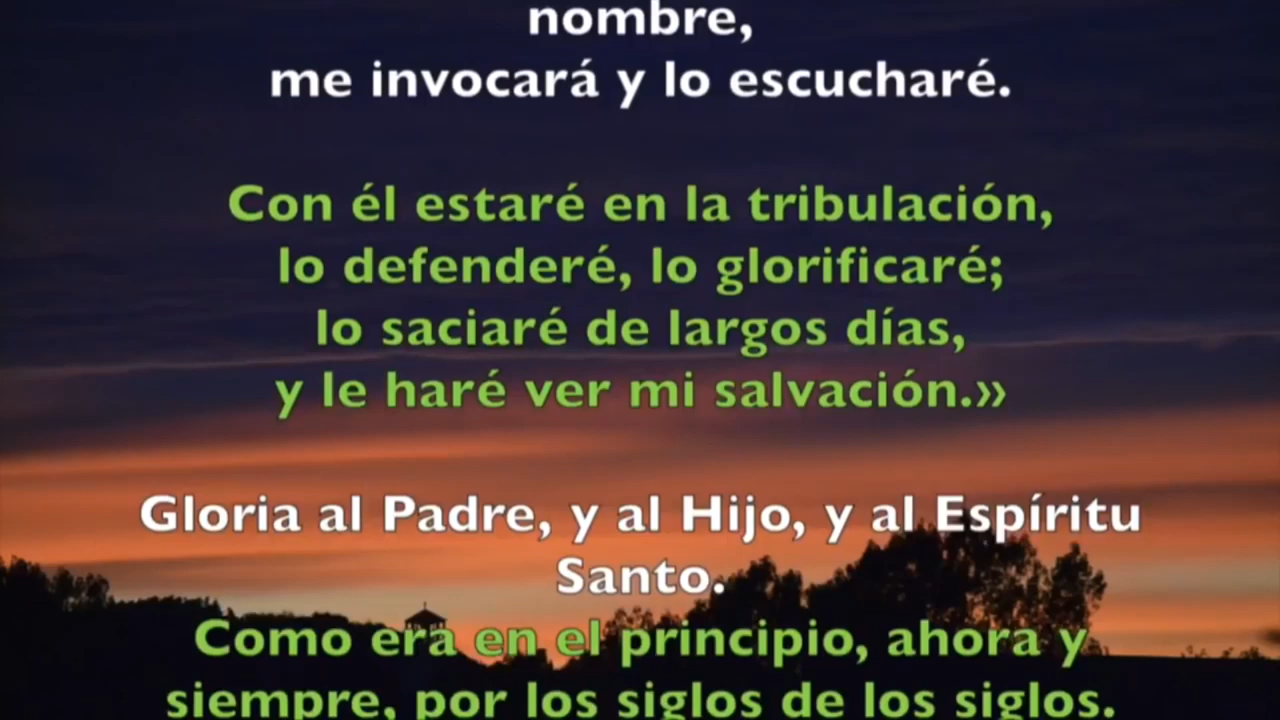 nombre,
me invocará y lo escucharé.
Con él estaré en la tribulación,
lo defenderé, lo glorificaré;
lo saciaré de largos días,
y le haré ver mi salvación.»
Gloria al Padre, y al Hijo, y al Espíritu
Santo.
Como era en el principio, ahora y
siempre, por los siglos de los siglos.